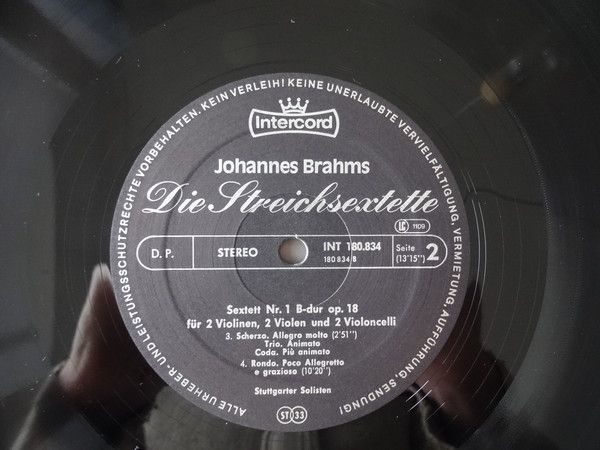 ALLE URHEBER- UND LEISTUNGSSCHUTZRECHTE VORBEHALTEN. KEIN VERLEIH! KEINE UNERLAUBTE VERVIELFÄLTIGUNG, VERMIETUNG, AUFFÜHRUNG, SENDUNG!
Intercord
Johannes Brahms
Die Streichsextette
LC 1109
D. P. STEREO INT 180.834 Seite 2
180 834 B (13'15'')
Sextett Nr. 1 B-dur op. 18
für 2 Violinen, 2 Violen und 2 Violoncelli
3. Scherzo. Allegro molto (2'51'')
Trio. Animato
Coda. Più animato
4. Rondo. Poco Allegretto
e grazioso (10'20'')
Stuttgarter Solisten
ST 33